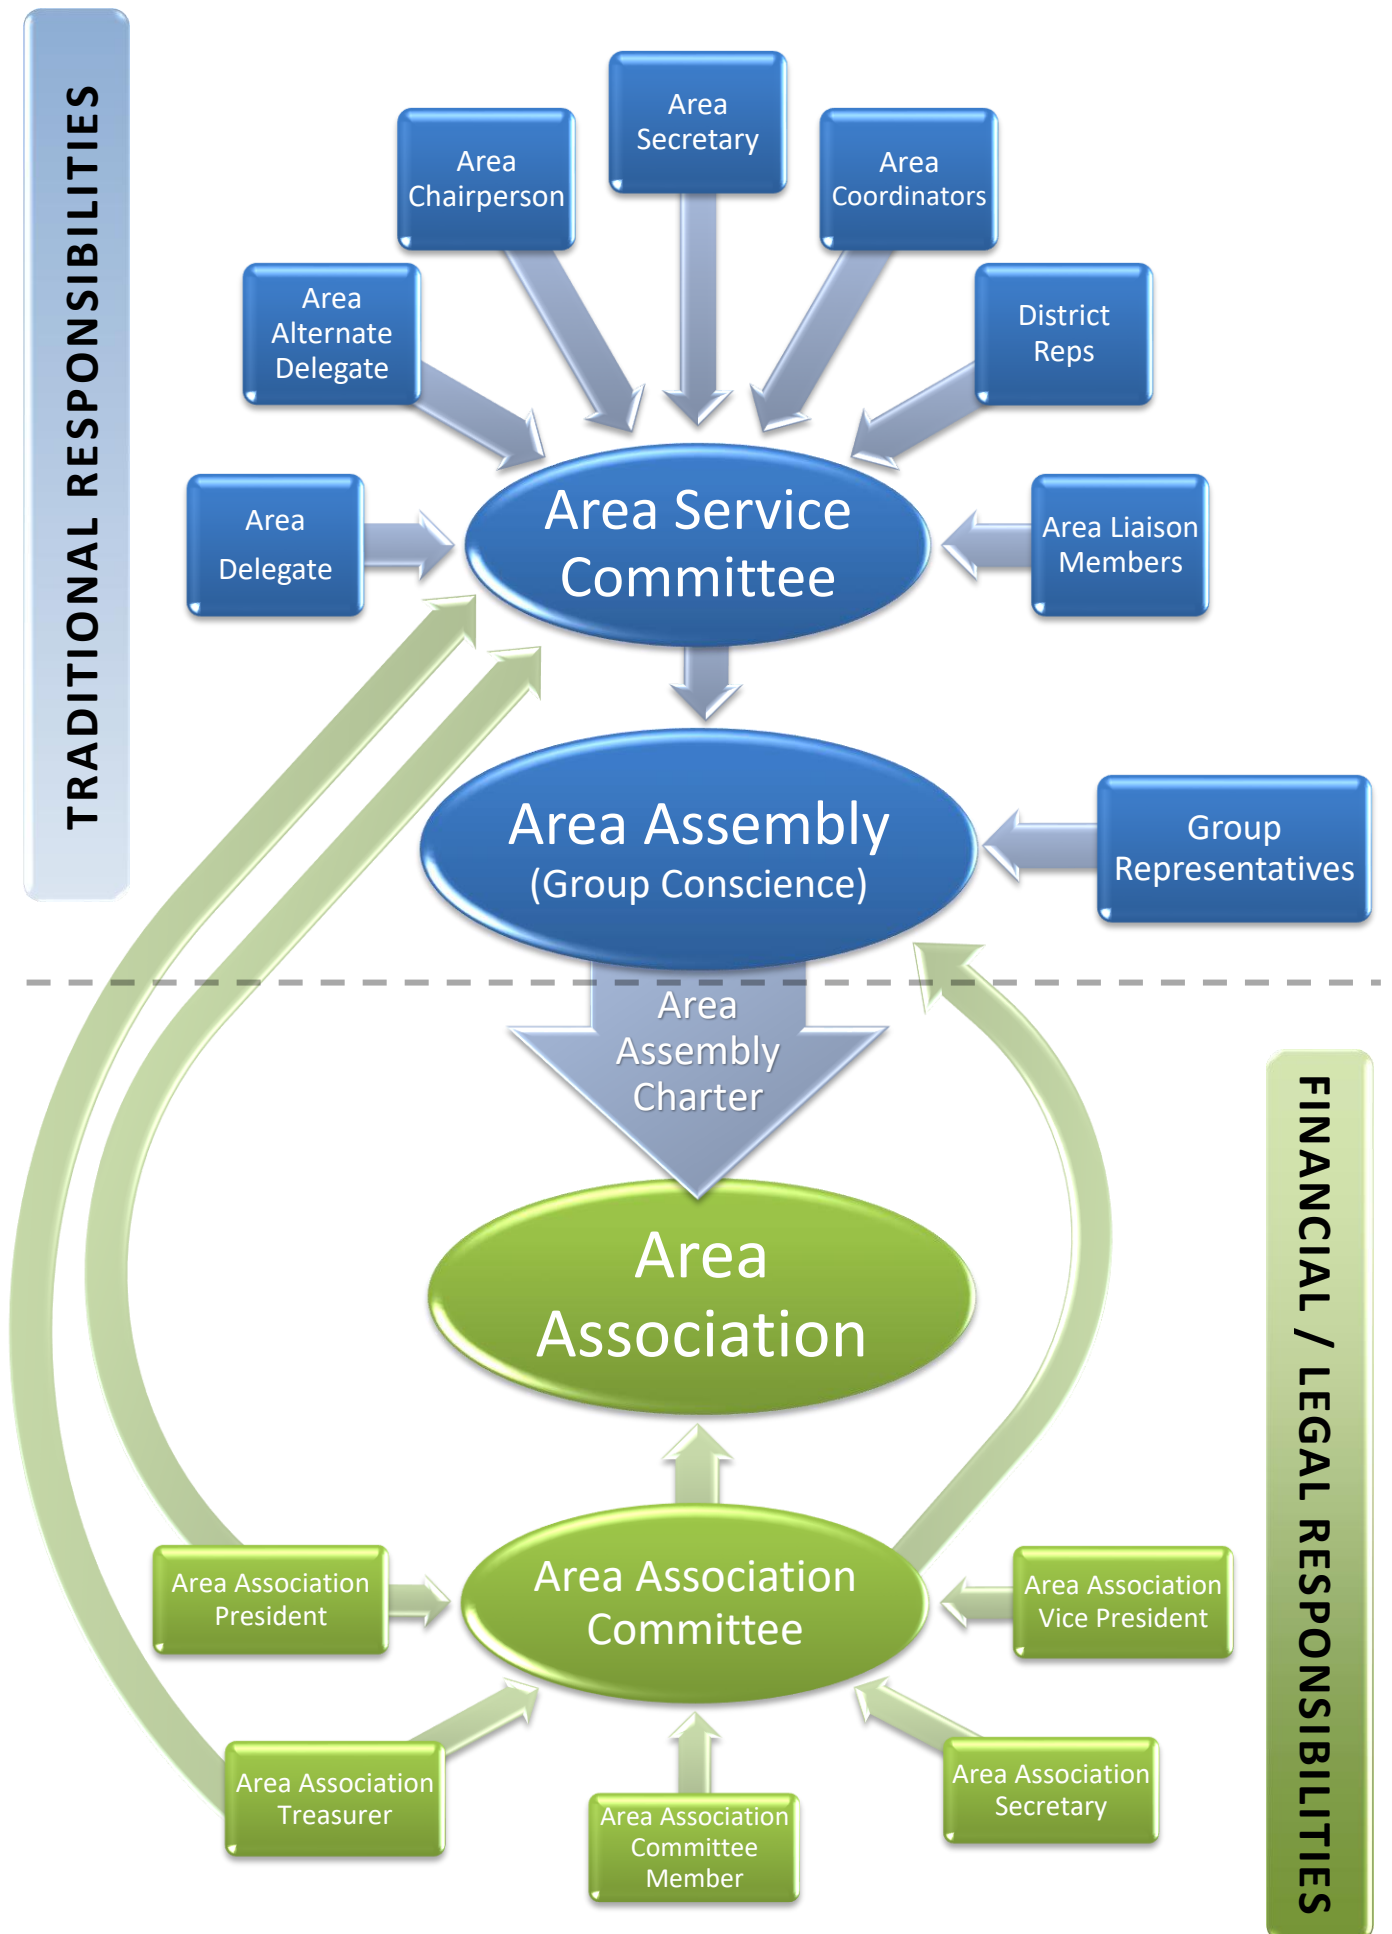 TRADITIONAL RESPONSIBILITIES
Area
Secretary
Area
Chairperson
Area
Coordinators
Area
Alternate
Delegate
District
Reps
Area
Delegate
Area Service
Committee
Area Liaison
Members
Area Assembly
(Group Conscience)
Group
Representatives
Area
Assembly
Charter
FINANCIAL / LEGAL RESPONSIBILITIES
Area
Association
Area Association
President
Area Association
Committee
Area Association
Vice President
Area Association
Treasurer
Area Association
Committee
Member
Area Association
Secretary